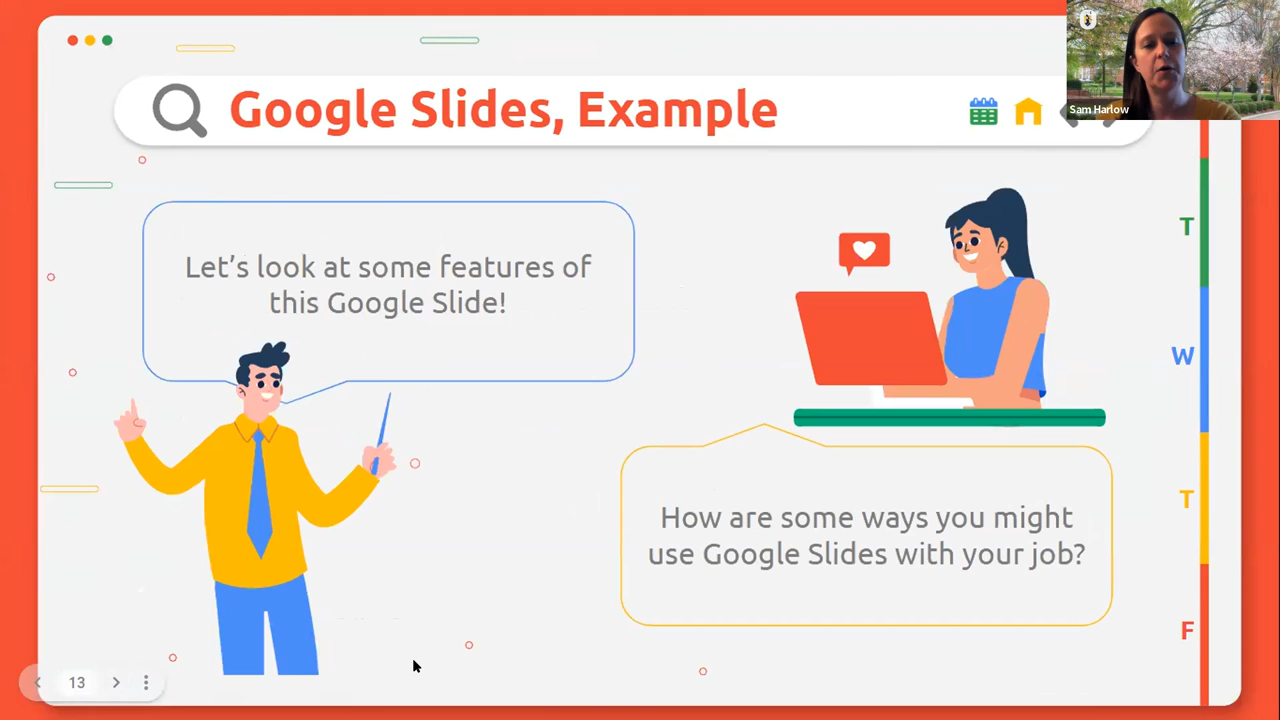 Google Slides, Example
Sam Harlow
Let's look at some features of
this Google Slide!
T
W
How are some ways you might
use Google Slides with your job?
T
F
13